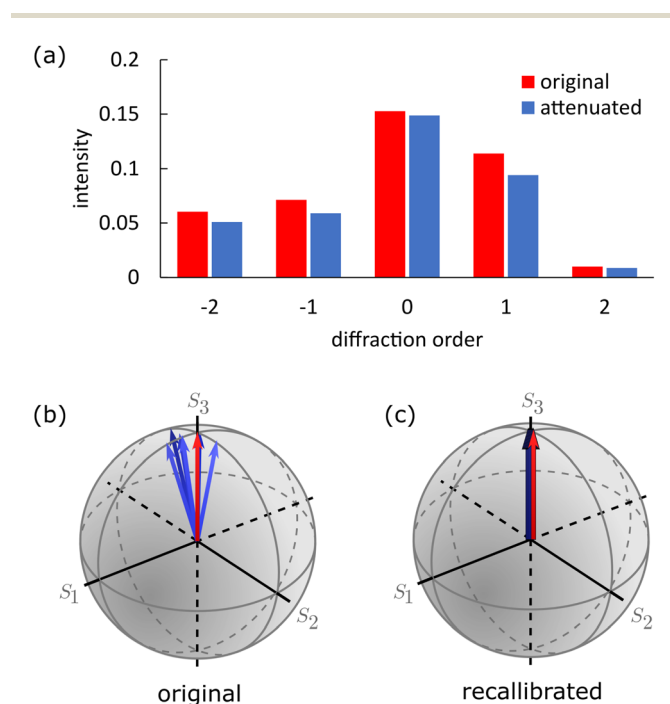 (a)
0.2
0.15
0.1
0.05
0
intensity
original
attenuated
-2 -1 0 1 2
diffraction order
(b)
S3
S1
S2
original
(c)
S3
S1
S2
recallibrated